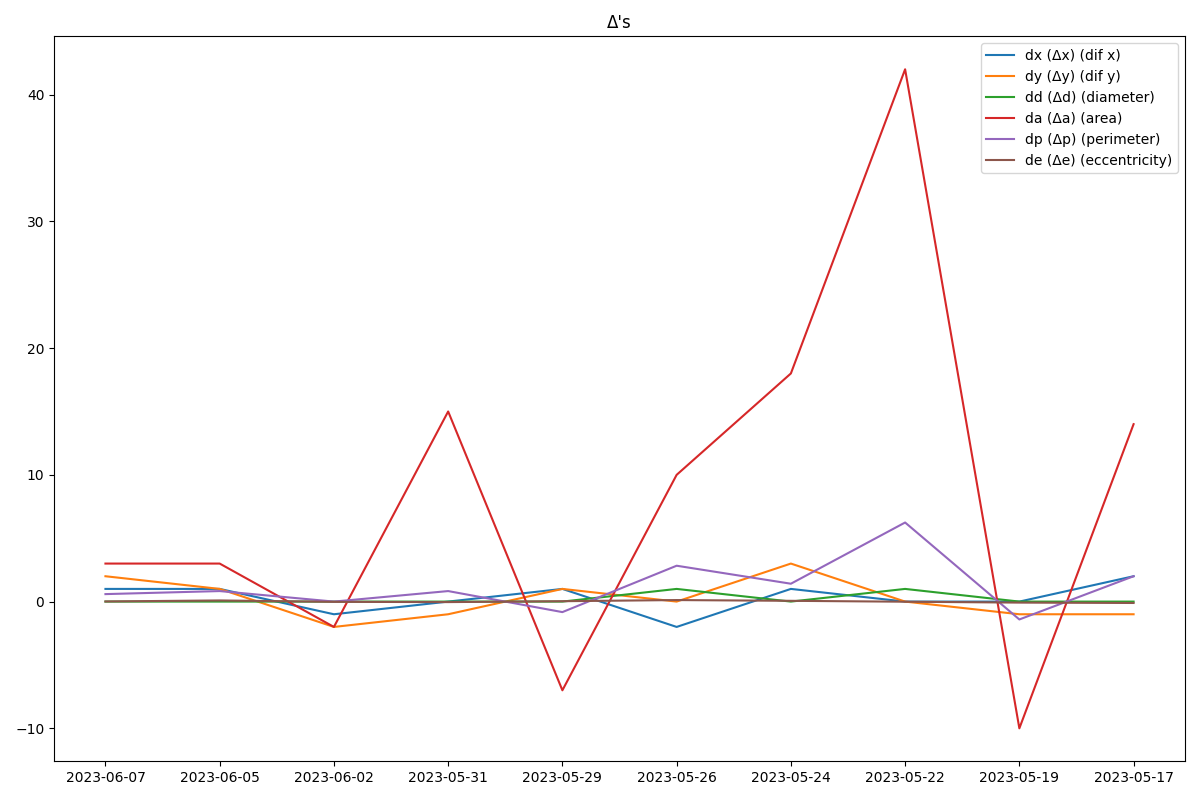 Δ's
dx (Δx) (dif x)
dy (Δy) (dif y)
dd (Δd) (diameter)
da (Δa) (area)
dp (Δp) (perimeter)
de (Δe) (eccentricity)
40
30
20
10
0
−10
2023-06-07 2023-06-05 2023-06-02 2023-05-31 2023-05-29 2023-05-26 2023-05-24 2023-05-22 2023-05-19 2023-05-17